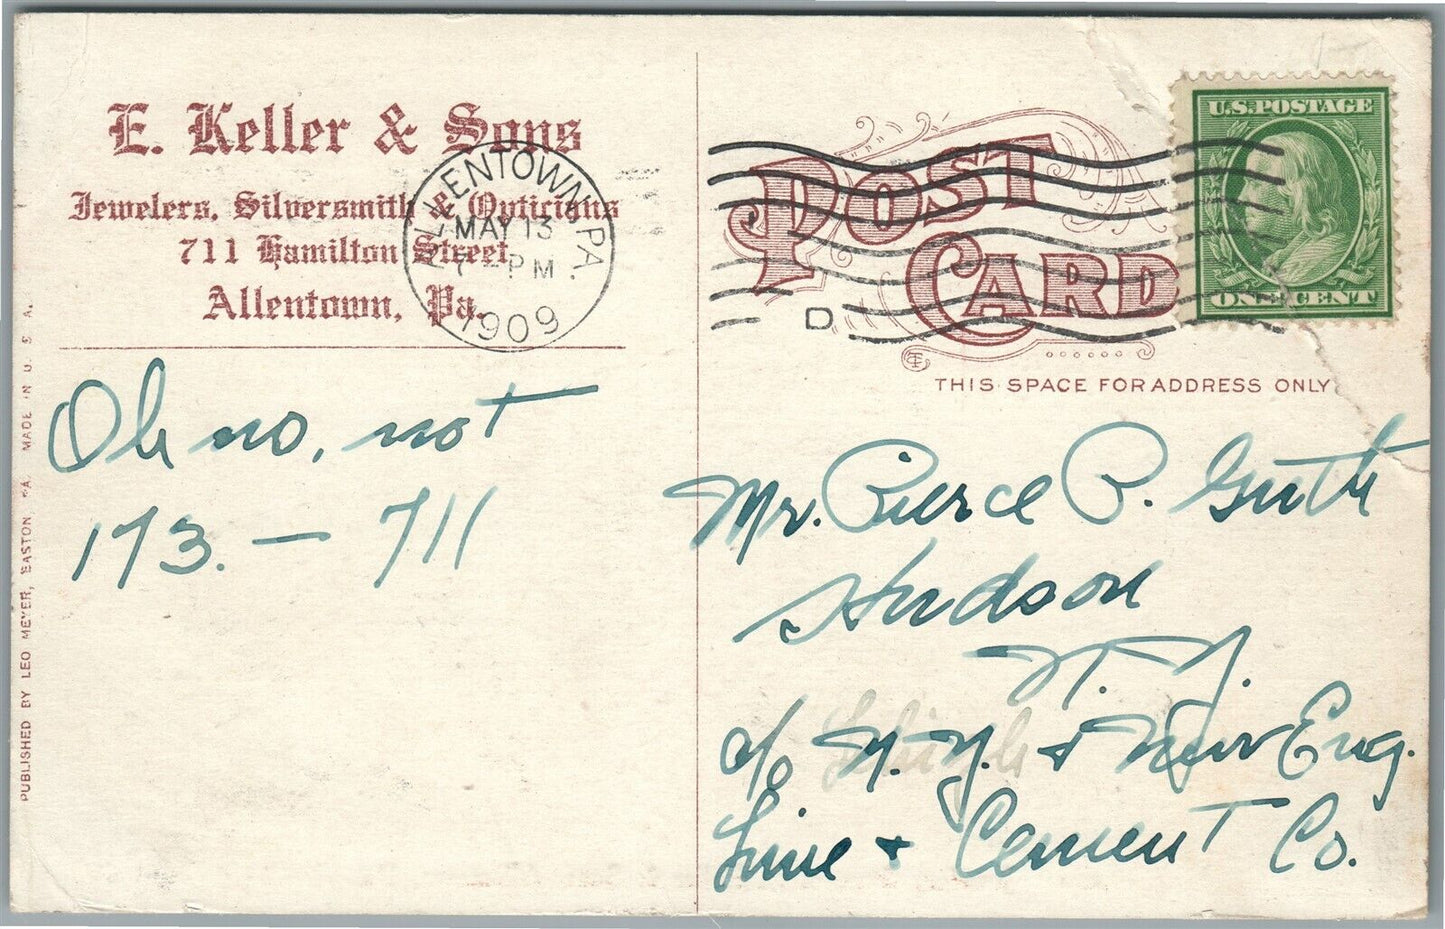 E. Keller & Sons
Jewelers, Silversmith & Opticians
711 Hamilton Street,
Allentown, Pa.
ALLENTOWN, PA.
MAY 13
7 - PM
1909
D
POST CARD
THIS SPACE FOR ADDRESS ONLY
U.S. POSTAGE
ONE CENT
Oh no, not
173. — 711
Mr. Pierce P. Guth
Hudson
N. Y.
c/o N. Y. & New Eng.
Lime & Cement Co.
Lehigh
PUBLISHED BY LEO MEYER, EASTON PA. MADE IN U. S. A.